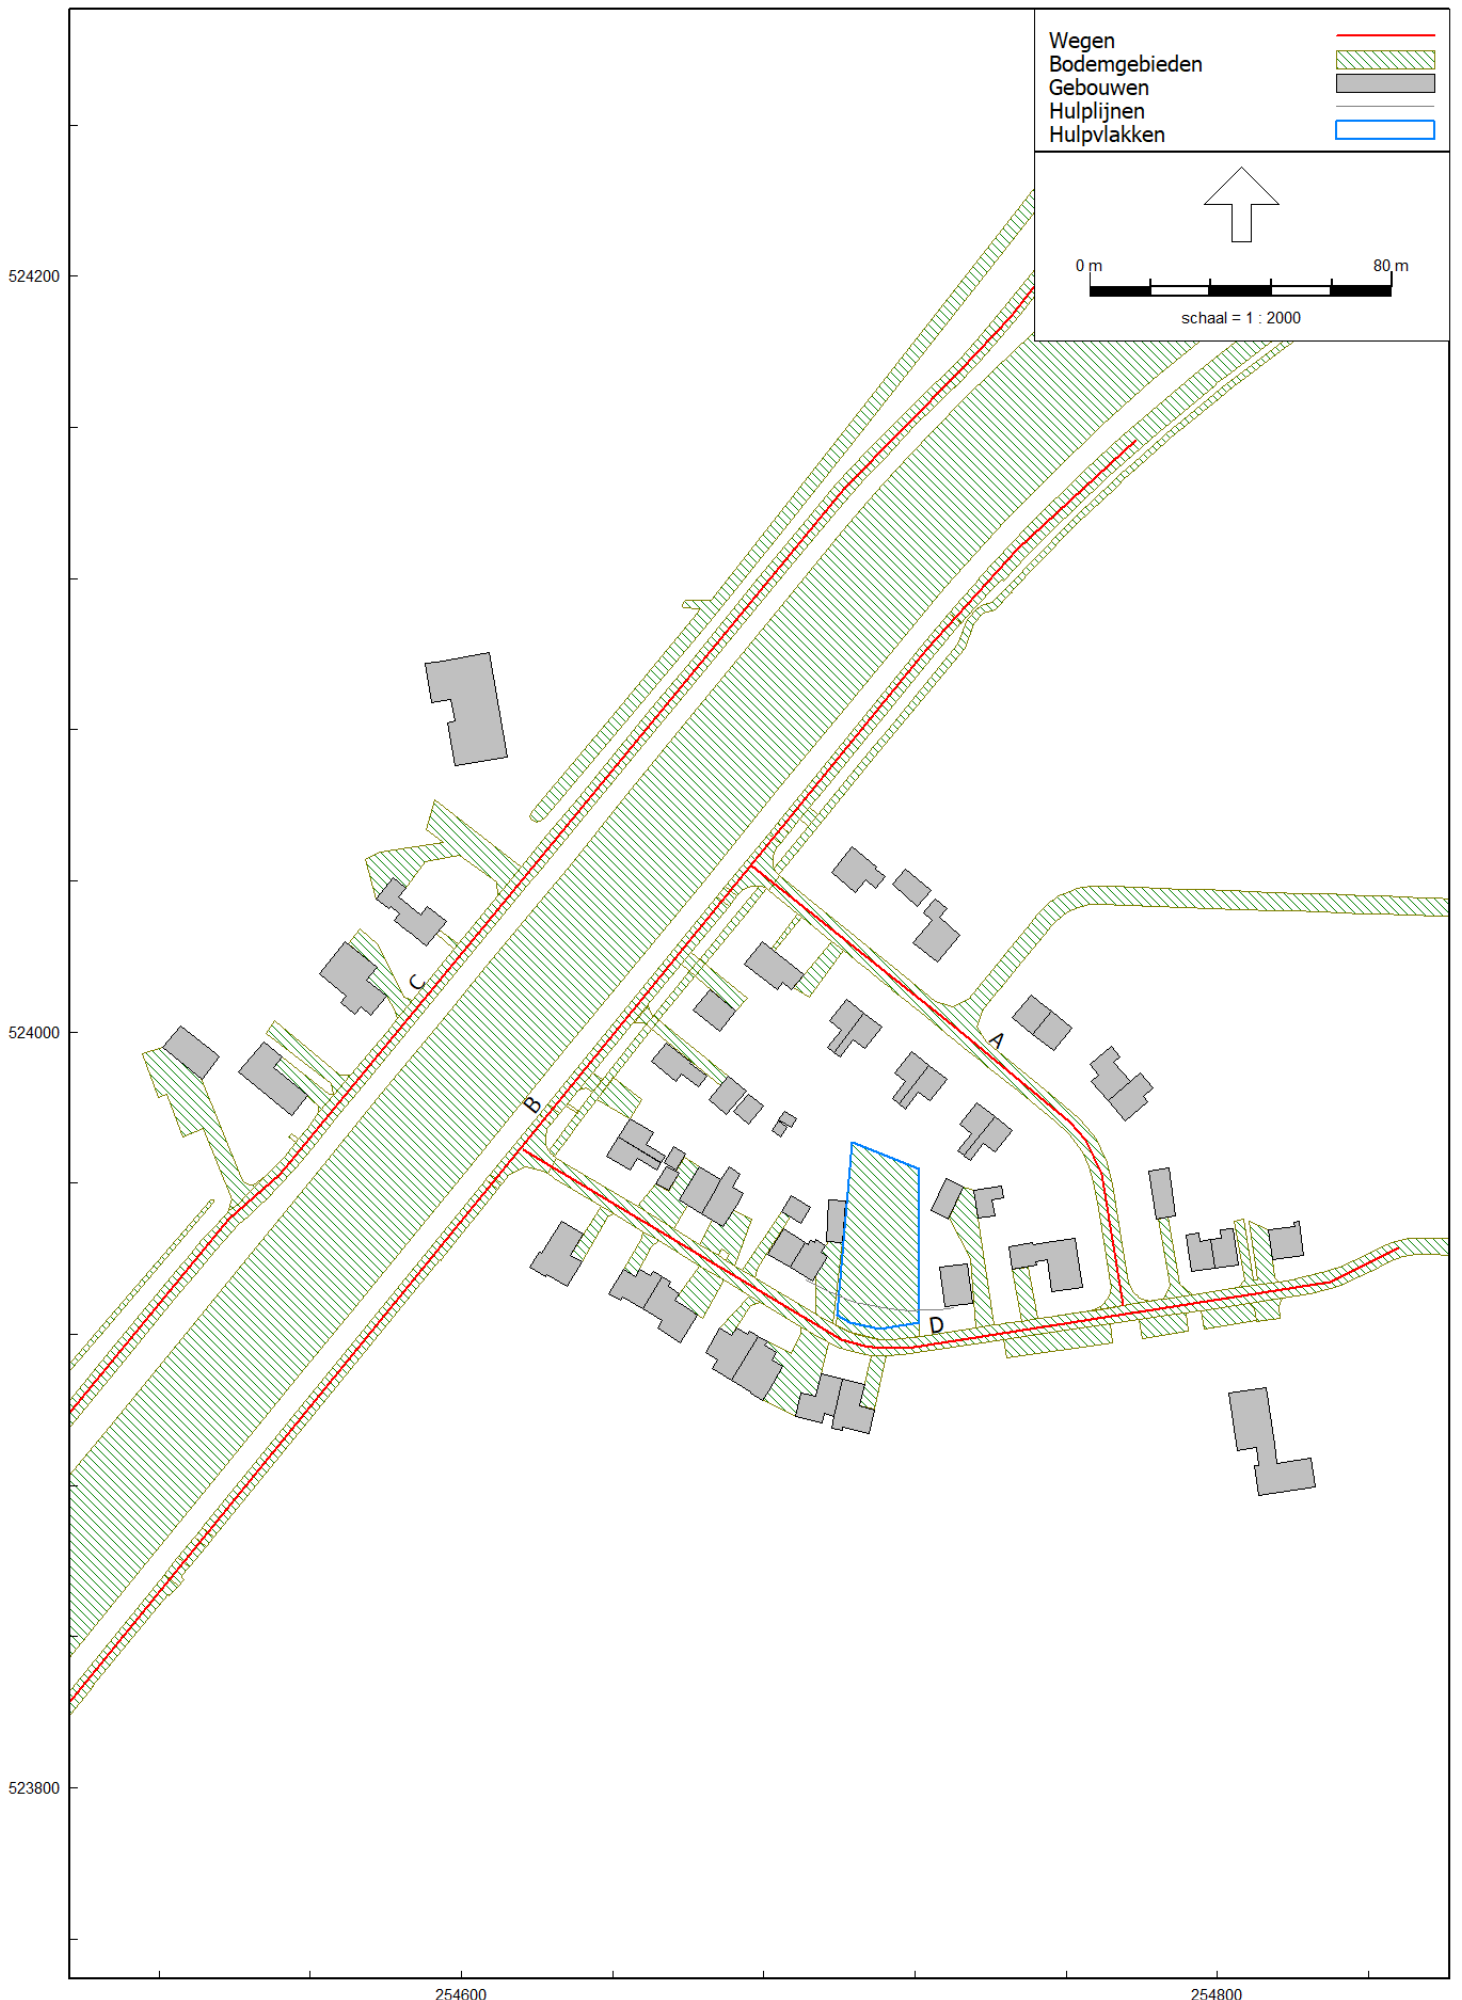 Wegen
Bodemgebieden
Gebouwen
Hulplijnen
Hulpvlakken
0 m 80 m
schaal = 1 : 2000
524200
C
524000
A
B
D
523800
254600 254800